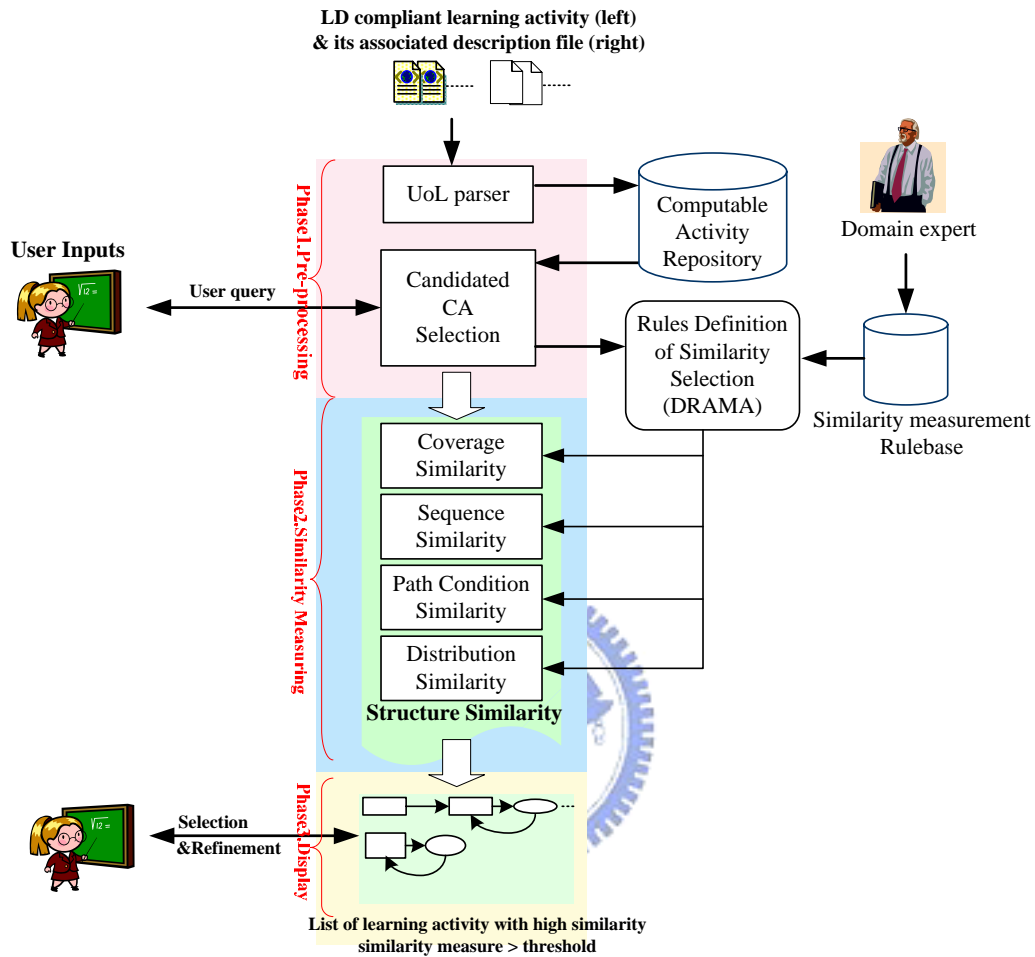 LD compliant learning activity (left)
& its associated description file (right)
Phase1.Pre-processing
UoL parser
Computable
Activity
Repository
Domain expert
User Inputs
User query
Candidated
CA
Selection
Rules Definition
of Similarity
Selection
(DRAMA)
Similarity measurement
Rulebase
√12 =
Phase2.Similarity Measuring
Coverage
Similarity
Sequence
Similarity
Path Condition
Similarity
Distribution
Similarity
Structure Similarity
Phase3.Display
Selection
&Refinement
√12 =
List of learning activity with high similarity
similarity measure > threshold